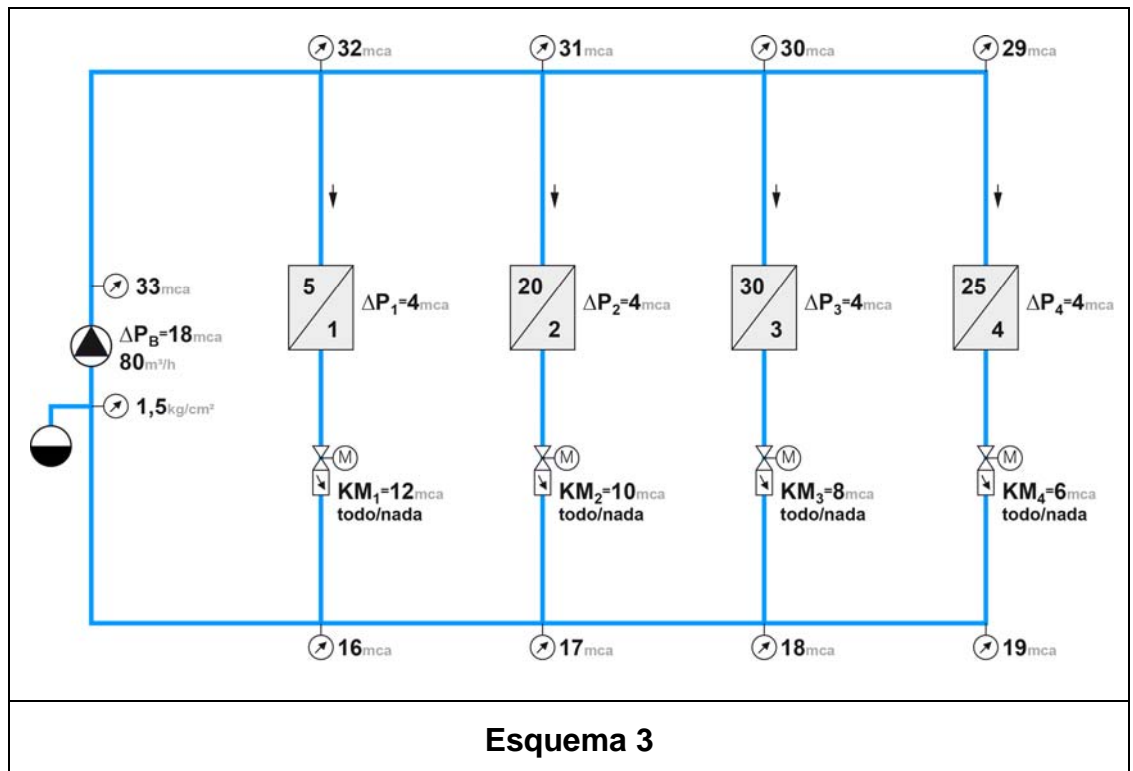 32mca
31mca
30mca
29mca
33mca
ΔP_B=18mca
80m³/h
1,5kg/cm²
5
1
ΔP₁=4mca
20
2
ΔP₂=4mca
30
3
ΔP₃=4mca
25
4
ΔP₄=4mca
M
KM₁=12mca
todo/nada
M
KM₂=10mca
todo/nada
M
KM₃=8mca
todo/nada
M
KM₄=6mca
todo/nada
16mca
17mca
18mca
19mca
Esquema 3